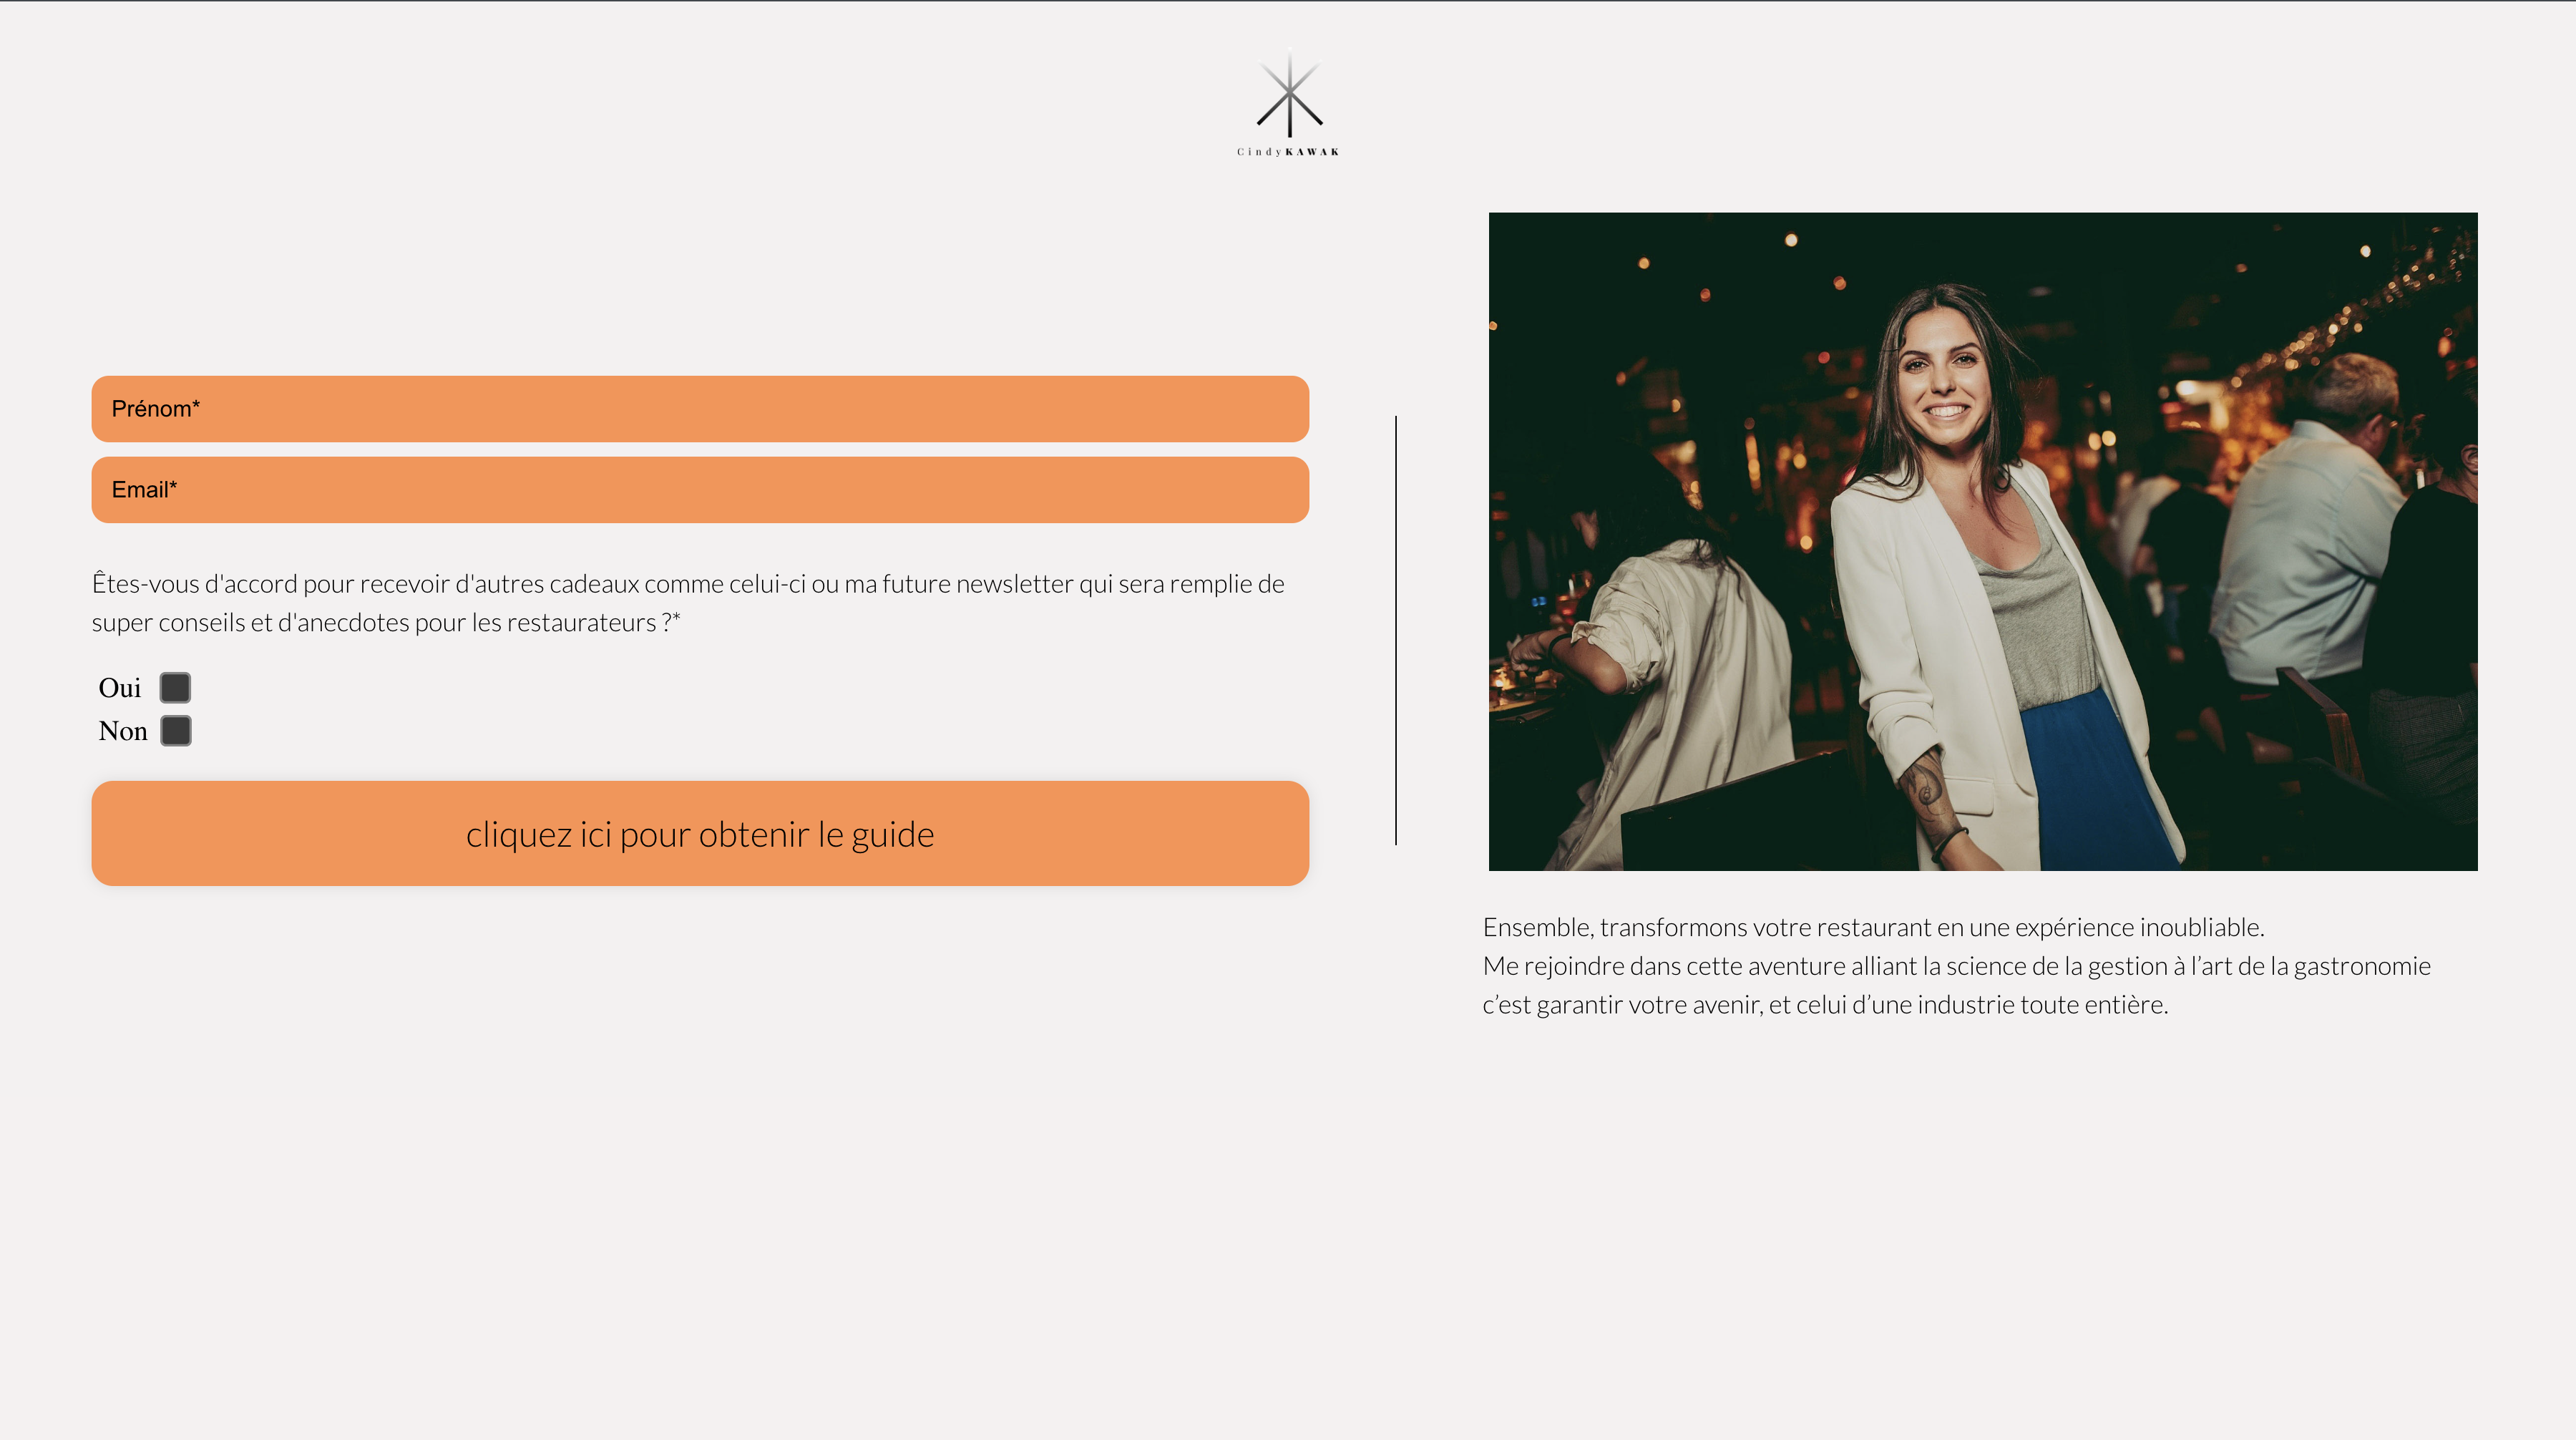 Cindy KAWAK
Prénom*
Email*
Êtes-vous d'accord pour recevoir d'autres cadeaux comme celui-ci ou ma future newsletter qui sera remplie de
super conseils et d'anecdotes pour les restaurateurs ?*
Oui
Non
cliquez ici pour obtenir le guide
Ensemble, transformons votre restaurant en une expérience inoubliable.
Me rejoindre dans cette aventure alliant la science de la gestion à l’art de la gastronomie
c’est garantir votre avenir, et celui d’une industrie toute entière.